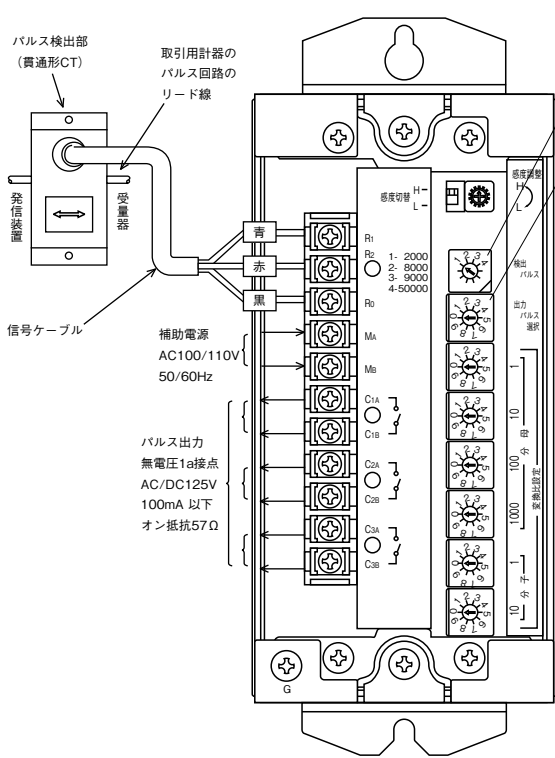 パルス検出部
（貫通形CT）
取引用計器の
パルス回路の
リード線
発信装置
受量器
信号ケーブル
青
赤
黒
補助電源
AC100/110V
50/60Hz
パルス出力
無電圧1a接点
AC/DC125V
100mA 以下
オン抵抗57Ω
感度切替
H
L
感度調整
H
L
R1
R2
1- 2000
2- 8000
3- 9000
4-50000
R0
MA
MB
C1A
C1B
C2A
C2B
C3A
C3B
検出
パルス
出力
パルス
選択
1
10
100
1000
分母
変換比設定
1
10
分子
G